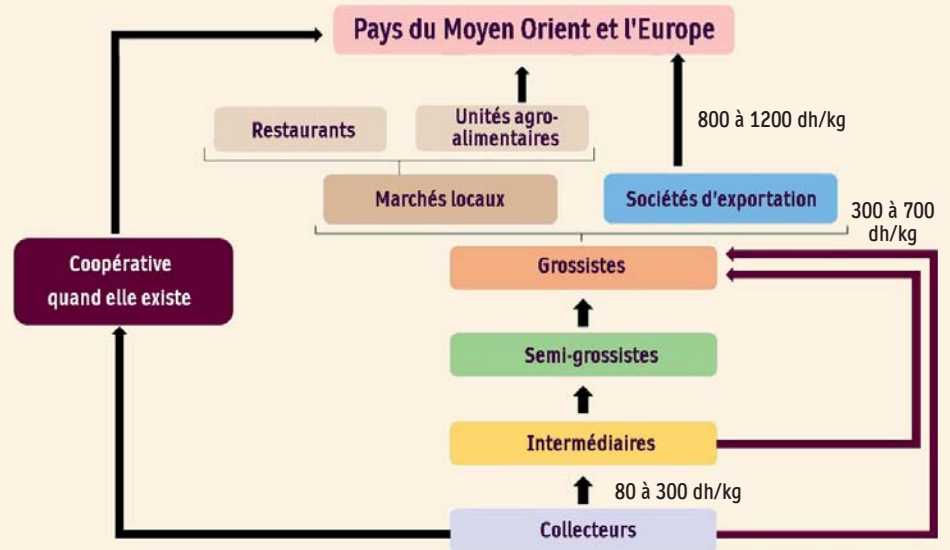 Pays du Moyen Orient et l'Europe
Restaurants
Unités agro-
alimentaires
800 à 1200 dh/kg
Marchés locaux
Sociétés d'exportation
300 à 700
dh/kg
Coopérative
quand elle existe
Grossistes
Semi-grossistes
Intermédiaires
80 à 300 dh/kg
Collecteurs